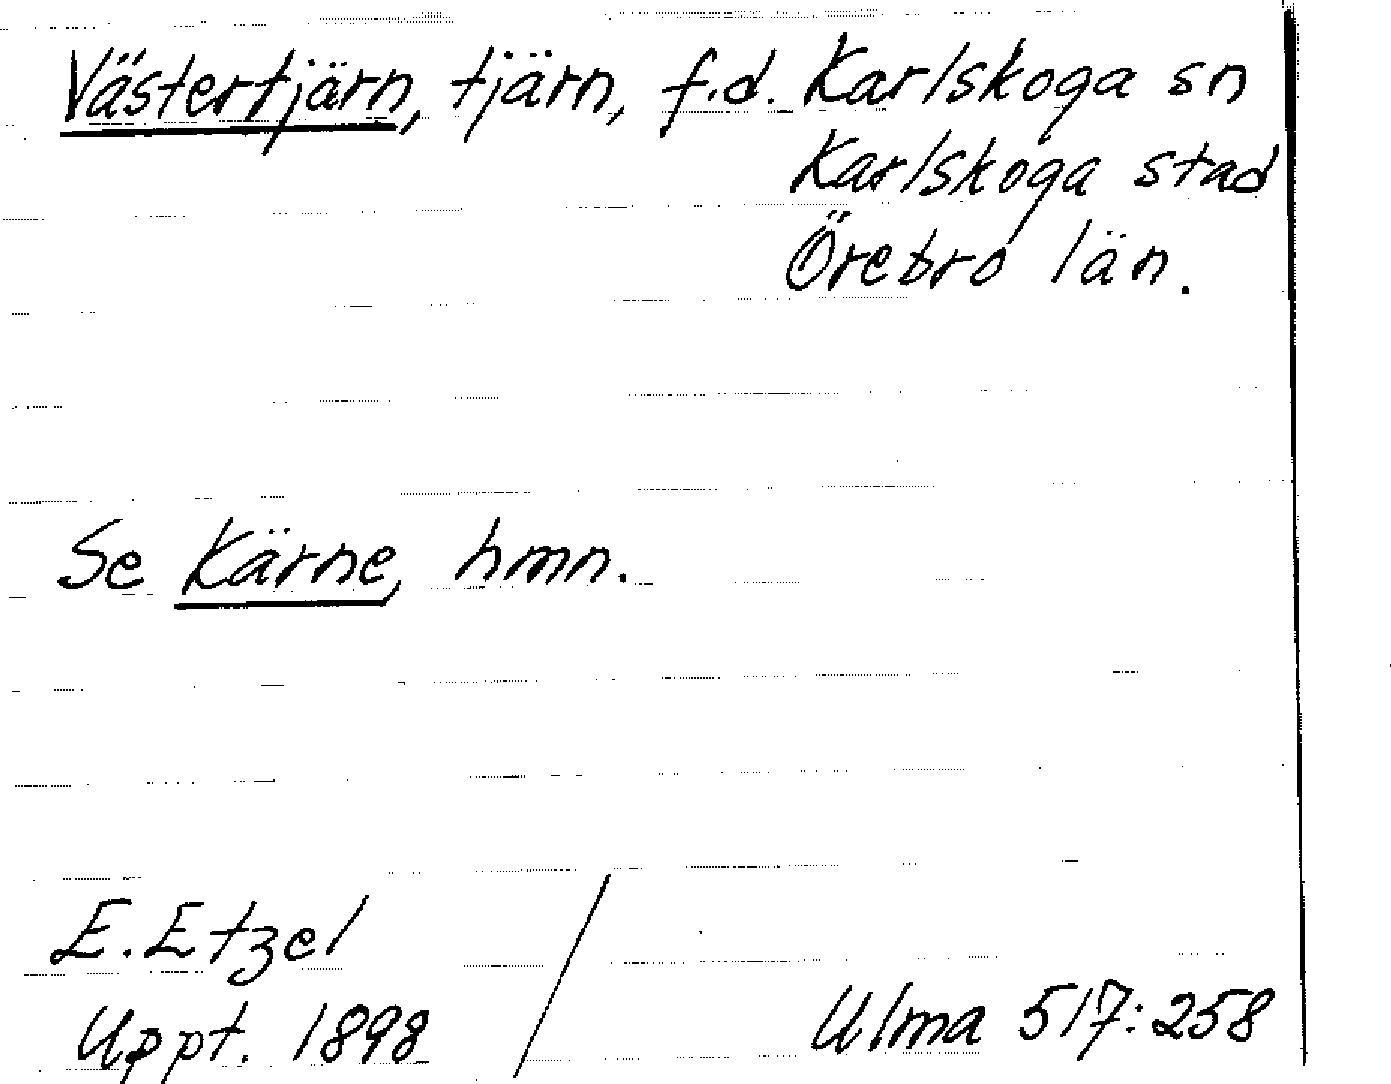 Västertjärn, tjärn, f.d. Karlskoga sn
Karlskoga stad
Örebro län.
Se Kärne, hmn.
E. Etzel
Uppt. 1898
Ulma 517:258